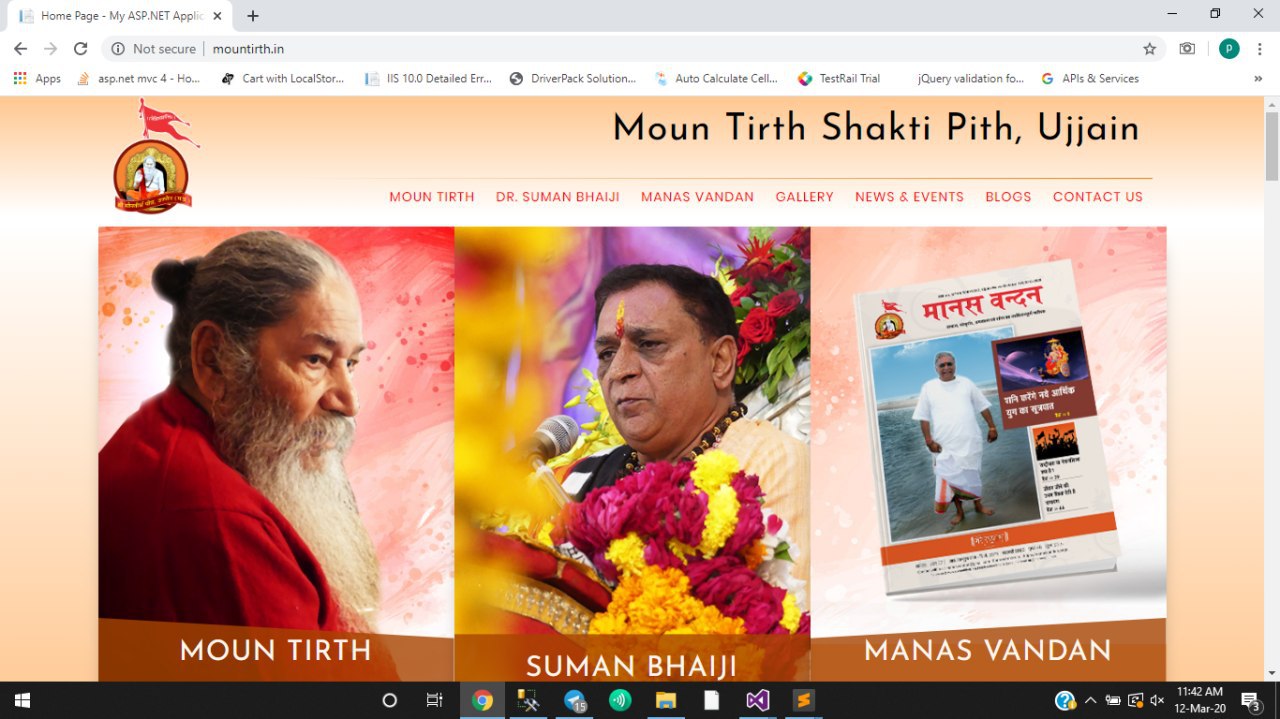 Home Page - My ASP.NET Applic
Not secure
mountirth.in
Apps
asp.net mvc 4 - Ho...
Cart with LocalStor...
IIS 10.0 Detailed Err...
DriverPack Solution...
Auto Calculate Cell...
TestRail Trial
jQuery validation fo...
APIs & Services
»
Moun Tirth Shakti Pith, Ujjain
MOUN TIRTH
DR. SUMAN BHAIJI
MANAS VANDAN
GALLERY
NEWS & EVENTS
BLOGS
CONTACT US
मानस वन्दन
शनि करेंगे नये आर्थिक
युग का सूत्रपात
MOUN TIRTH
SUMAN BHAIJI
MANAS VANDAN
15
11:42 AM
12-Mar-20
3